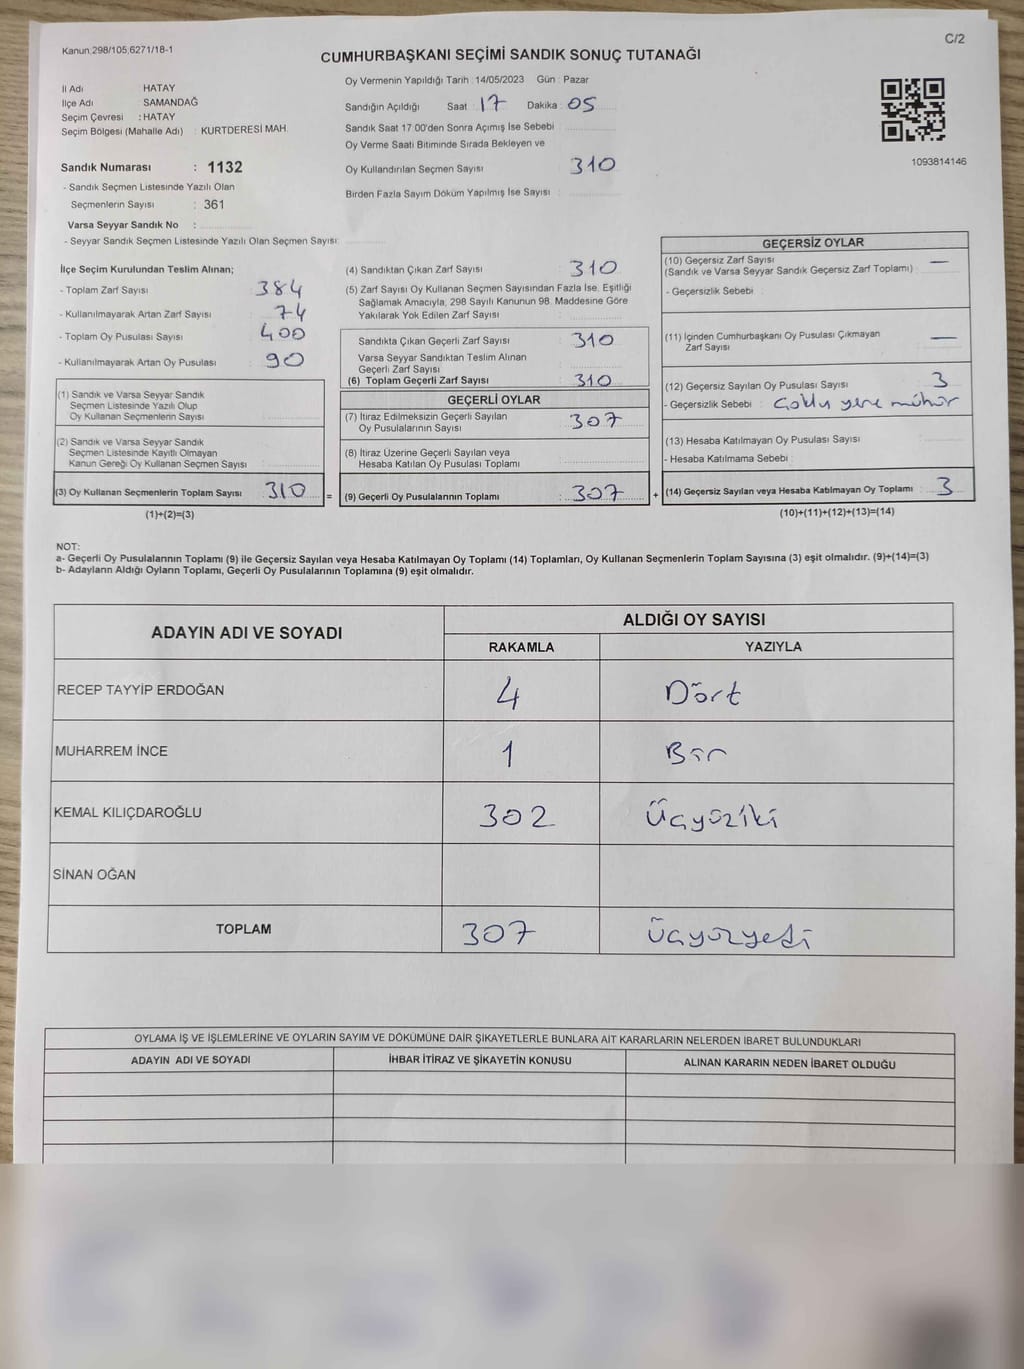 Kanun;298/105;6271/18-1
C/2
CUMHURBAŞKANI SEÇİMİ SANDIK SONUÇ TUTANAĞI
İl Adı HATAY
İlçe Adı SAMANDAĞ
Seçim Çevresi : HATAY
Seçim Bölgesi (Mahalle Adı) : KURTDERESİ MAH.
Oy Vermenin Yapıldığı Tarih : 14/05/2023 Gün : Pazar
Sandığın Açıldığı Saat : 17 Dakika : 05
Sandık Saat 17.00'den Sonra Açımış İse Sebebi :
Oy Verme Saati Bitiminde Sırada Bekleyen ve
Oy Kullandırılan Seçmen Sayısı : 310
Birden Fazla Sayım Döküm Yapılmış İse Sayısı :
1093814146
Sandık Numarası : 1132
- Sandık Seçmen Listesinde Yazılı Olan
Seçmenlerin Sayısı : 361
Varsa Seyyar Sandık No :
- Seyyar Sandık Seçmen Listesinde Yazılı Olan Seçmen Sayısı:
İlçe Seçim Kurulundan Teslim Alınan;
- Toplam Zarf Sayısı : 384
- Kullanılmayarak Artan Zarf Sayısı : 74
- Toplam Oy Pusulası Sayısı : 400
- Kullanılmayarak Artan Oy Pusulası : 90
(1) Sandık ve Varsa Seyyar Sandık
Seçmen Listesinde Yazılı Olup
Oy Kullanan Seçmenlerin Sayısı :
(2) Sandık ve Varsa Seyyar Sandık
Seçmen Listesinde Kayıtlı Olmayan
Kanun Gereği Oy Kullanan Seçmen Sayısı :
(3) Oy Kullanan Seçmenlerin Toplam Sayısı : 310 =
(1)+(2)=(3)
(4) Sandıktan Çıkan Zarf Sayısı : 310
(5) Zarf Sayısı Oy Kullanan Seçmen Sayısından Fazla İse, Eşitliği
Sağlamak Amacıyla, 298 Sayılı Kanunun 98. Maddesine Göre
Yakılarak Yok Edilen Zarf Sayısı :
Sandıkta Çıkan Geçerli Zarf Sayısı : 310
Varsa Seyyar Sandıktan Teslim Alınan
Geçerli Zarf Sayısı :
(6) Toplam Geçerli Zarf Sayısı : 310
GEÇERLİ OYLAR
(7) İtiraz Edilmeksizin Geçerli Sayılan
Oy Pusulalarının Sayısı : 307
(8) İtiraz Üzerine Geçerli Sayılan veya
Hesaba Katılan Oy Pusulası Toplamı :
(9) Geçerli Oy Pusulalarının Toplamı : 307 +
GEÇERSİZ OYLAR
(10) Geçersiz Zarf Sayısı
(Sandık ve Varsa Seyyar Sandık Geçersiz Zarf Toplamı) : —
- Geçersizlik Sebebi :
(11) İçinden Cumhurbaşkanı Oy Pusulası Çıkmayan
Zarf Sayısı : —
(12) Geçersiz Sayılan Oy Pusulası Sayısı : 3
- Geçersizlik Sebebi : Çoklu yere mühür
(13) Hesaba Katılmayan Oy Pusulası Sayısı :
- Hesaba Katılmama Sebebi :
(14) Geçersiz Sayılan veya Hesaba Katılmayan Oy Toplamı : 3
(10)+(11)+(12)+(13)=(14)
NOT:
a- Geçerli Oy Pusulalarının Toplamı (9) ile Geçersiz Sayılan veya Hesaba Katılmayan Oy Toplamı (14) Toplamları, Oy Kullanan Seçmenlerin Toplam Sayısına (3) eşit olmalıdır. (9)+(14)=(3)
b- Adayların Aldığı Oyların Toplamı, Geçerli Oy Pusulalarının Toplamına (9) eşit olmalıdır.
ADAYIN ADI VE SOYADI ALDIĞI OY SAYISI
RAKAMLA YAZIYLA
RECEP TAYYİP ERDOĞAN 4 Dört
MUHARREM İNCE 1 Bir
KEMAL KILIÇDAROĞLU 302 Üçyüziki
SİNAN OĞAN
TOPLAM 307 Üçyüzyedi
OYLAMA İŞ VE İŞLEMLERİNE VE OYLARIN SAYIM VE DÖKÜMÜNE DAİR ŞİKAYETLERLE BUNLARA AİT KARARLARIN NELERDEN İBARET BULUNDUKLARI
ADAYIN ADI VE SOYADI İHBAR İTİRAZ VE ŞİKAYETİN KONUSU ALINAN KARARIN NEDEN İBARET OLDUĞU